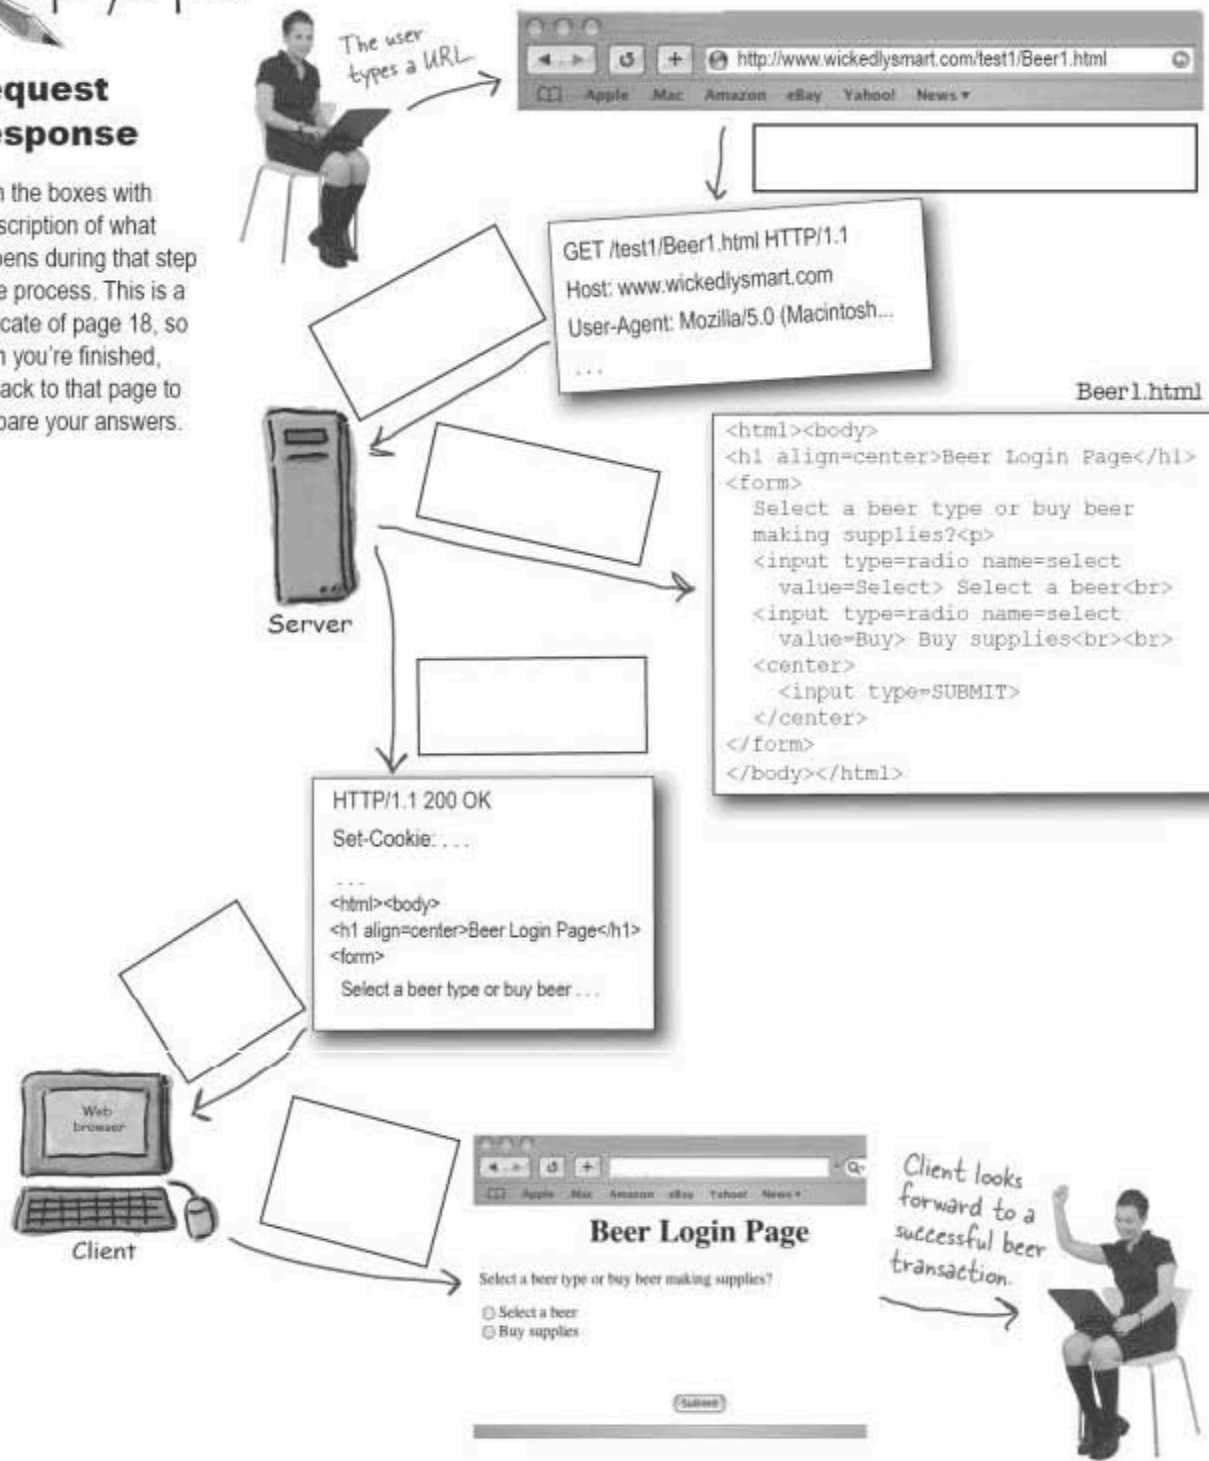 equest
esponse
n the boxes with
scription of what
pens during that step
e process. This is a
cate of page 18, so
n you're finished,
ack to that page to
pare your answers.
The user
types a URL.
http://www.wickedlysmart.com/test1/Beer1.html
Apple Mac Amazon eBay Yahoo! News ▾
GET /test1/Beer1.html HTTP/1.1
Host: www.wickedlysmart.com
User-Agent: Mozilla/5.0 (Macintosh...
. . .
Server
Beer1.html
<html><body>
<h1 align=center>Beer Login Page</h1>
<form>
Select a beer type or buy beer
making supplies?<p>
<input type=radio name=select
value=Select> Select a beer<br>
<input type=radio name=select
value=Buy> Buy supplies<br><br>
<center>
<input type=SUBMIT>
</center>
</form>
</body></html>
HTTP/1.1 200 OK
Set-Cookie: . . .
. . .
<html><body>
<h1 align=center>Beer Login Page</h1>
<form>
Select a beer type or buy beer . . .
Web
browser
Client
Apple Mac Amazon eBay Yahoo! News ▾
Beer Login Page
Select a beer type or buy beer making supplies?
Select a beer
Buy supplies
Submit
Client looks
forward to a
successful beer
transaction.